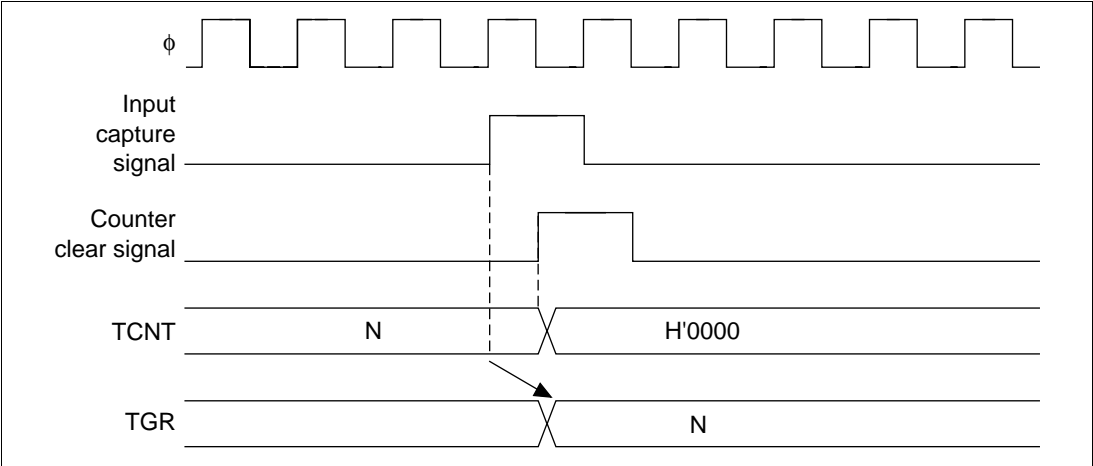 ϕ
Input
capture
signal
Counter
clear signal
TCNT
N
H'0000
TGR
N